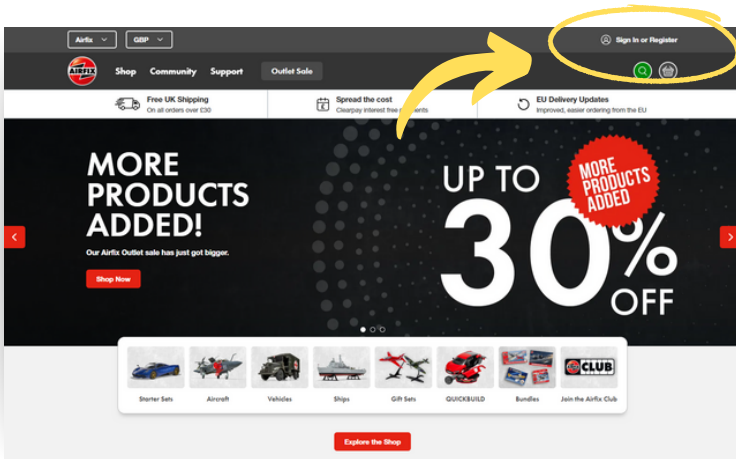 Airfix
GBP
Sign In or Register
AIRFIX
Shop
Community
Support
Outlet Sale
Free UK Shipping
On all orders over £30
Spread the cost
Clearpay interest free payments
EU Delivery Updates
Improved, easier ordering from the EU
MORE
PRODUCTS
ADDED!
Our Airfix Outlet sale has just got bigger.
Shop Now
UP TO
30%
OFF
MORE
PRODUCTS
ADDED
Starter Sets
Aircraft
Vehicles
Ships
Gift Sets
QUICKBUILD
Bundles
CLUB
Join the Airfix Club
Explore the Shop